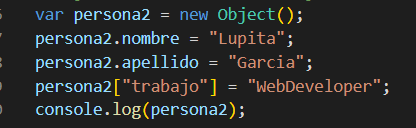 var persona2 = new Object();
persona2.nombre = "Lupita";
persona2.apellido = "Garcia";
persona2["trabajo"] = "WebDeveloper";
console.log(persona2);